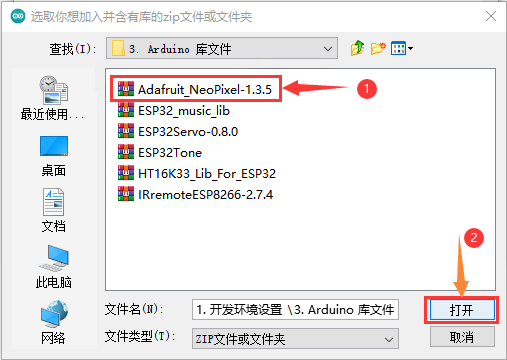 选取你想加入并含有库的zip文件或文件夹
查找(I): 3. Arduino 库文件
最近使用...
桌面
文档
此电脑
网络
Adafruit_NeoPixel-1.3.5
1
ESP32_music_lib
ESP32Servo-0.8.0
ESP32Tone
HT16K33_Lib_For_ESP32
IRremoteESP8266-2.7.4
2
文件名(N): 1. 开发环境设置 \3. Arduino 库文件 打开
文件类型(T): ZIP文件或文件夹 取消